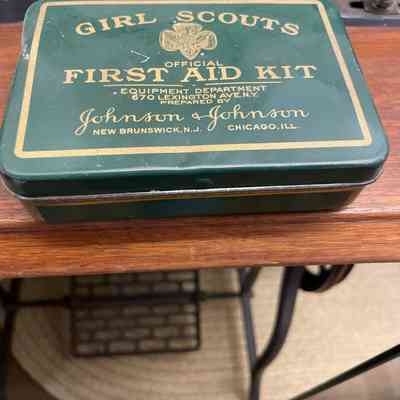 GIRL SCOUTS
OFFICIAL
FIRST AID KIT
EQUIPMENT DEPARTMENT
670 LEXINGTON AVE. N.Y.
PREPARED BY
Johnson & Johnson
NEW BRUNSWICK, N.J. CHICAGO, ILL.